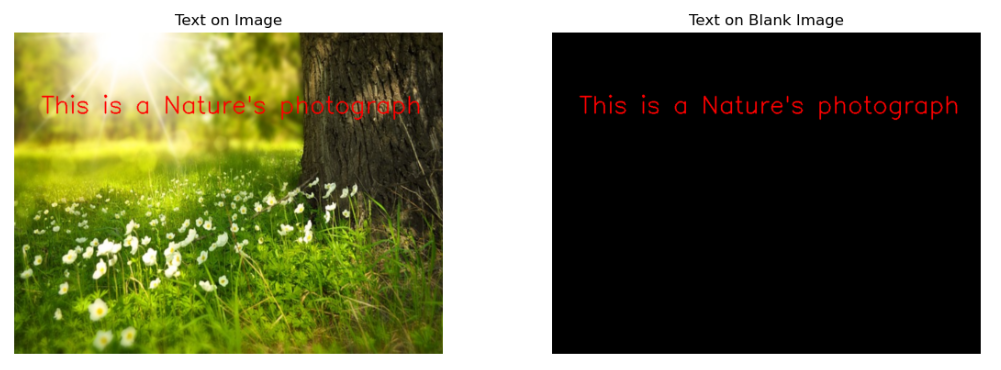 Text on Image
Text on Blank Image
This is a Nature's photograph
This is a Nature's photograph